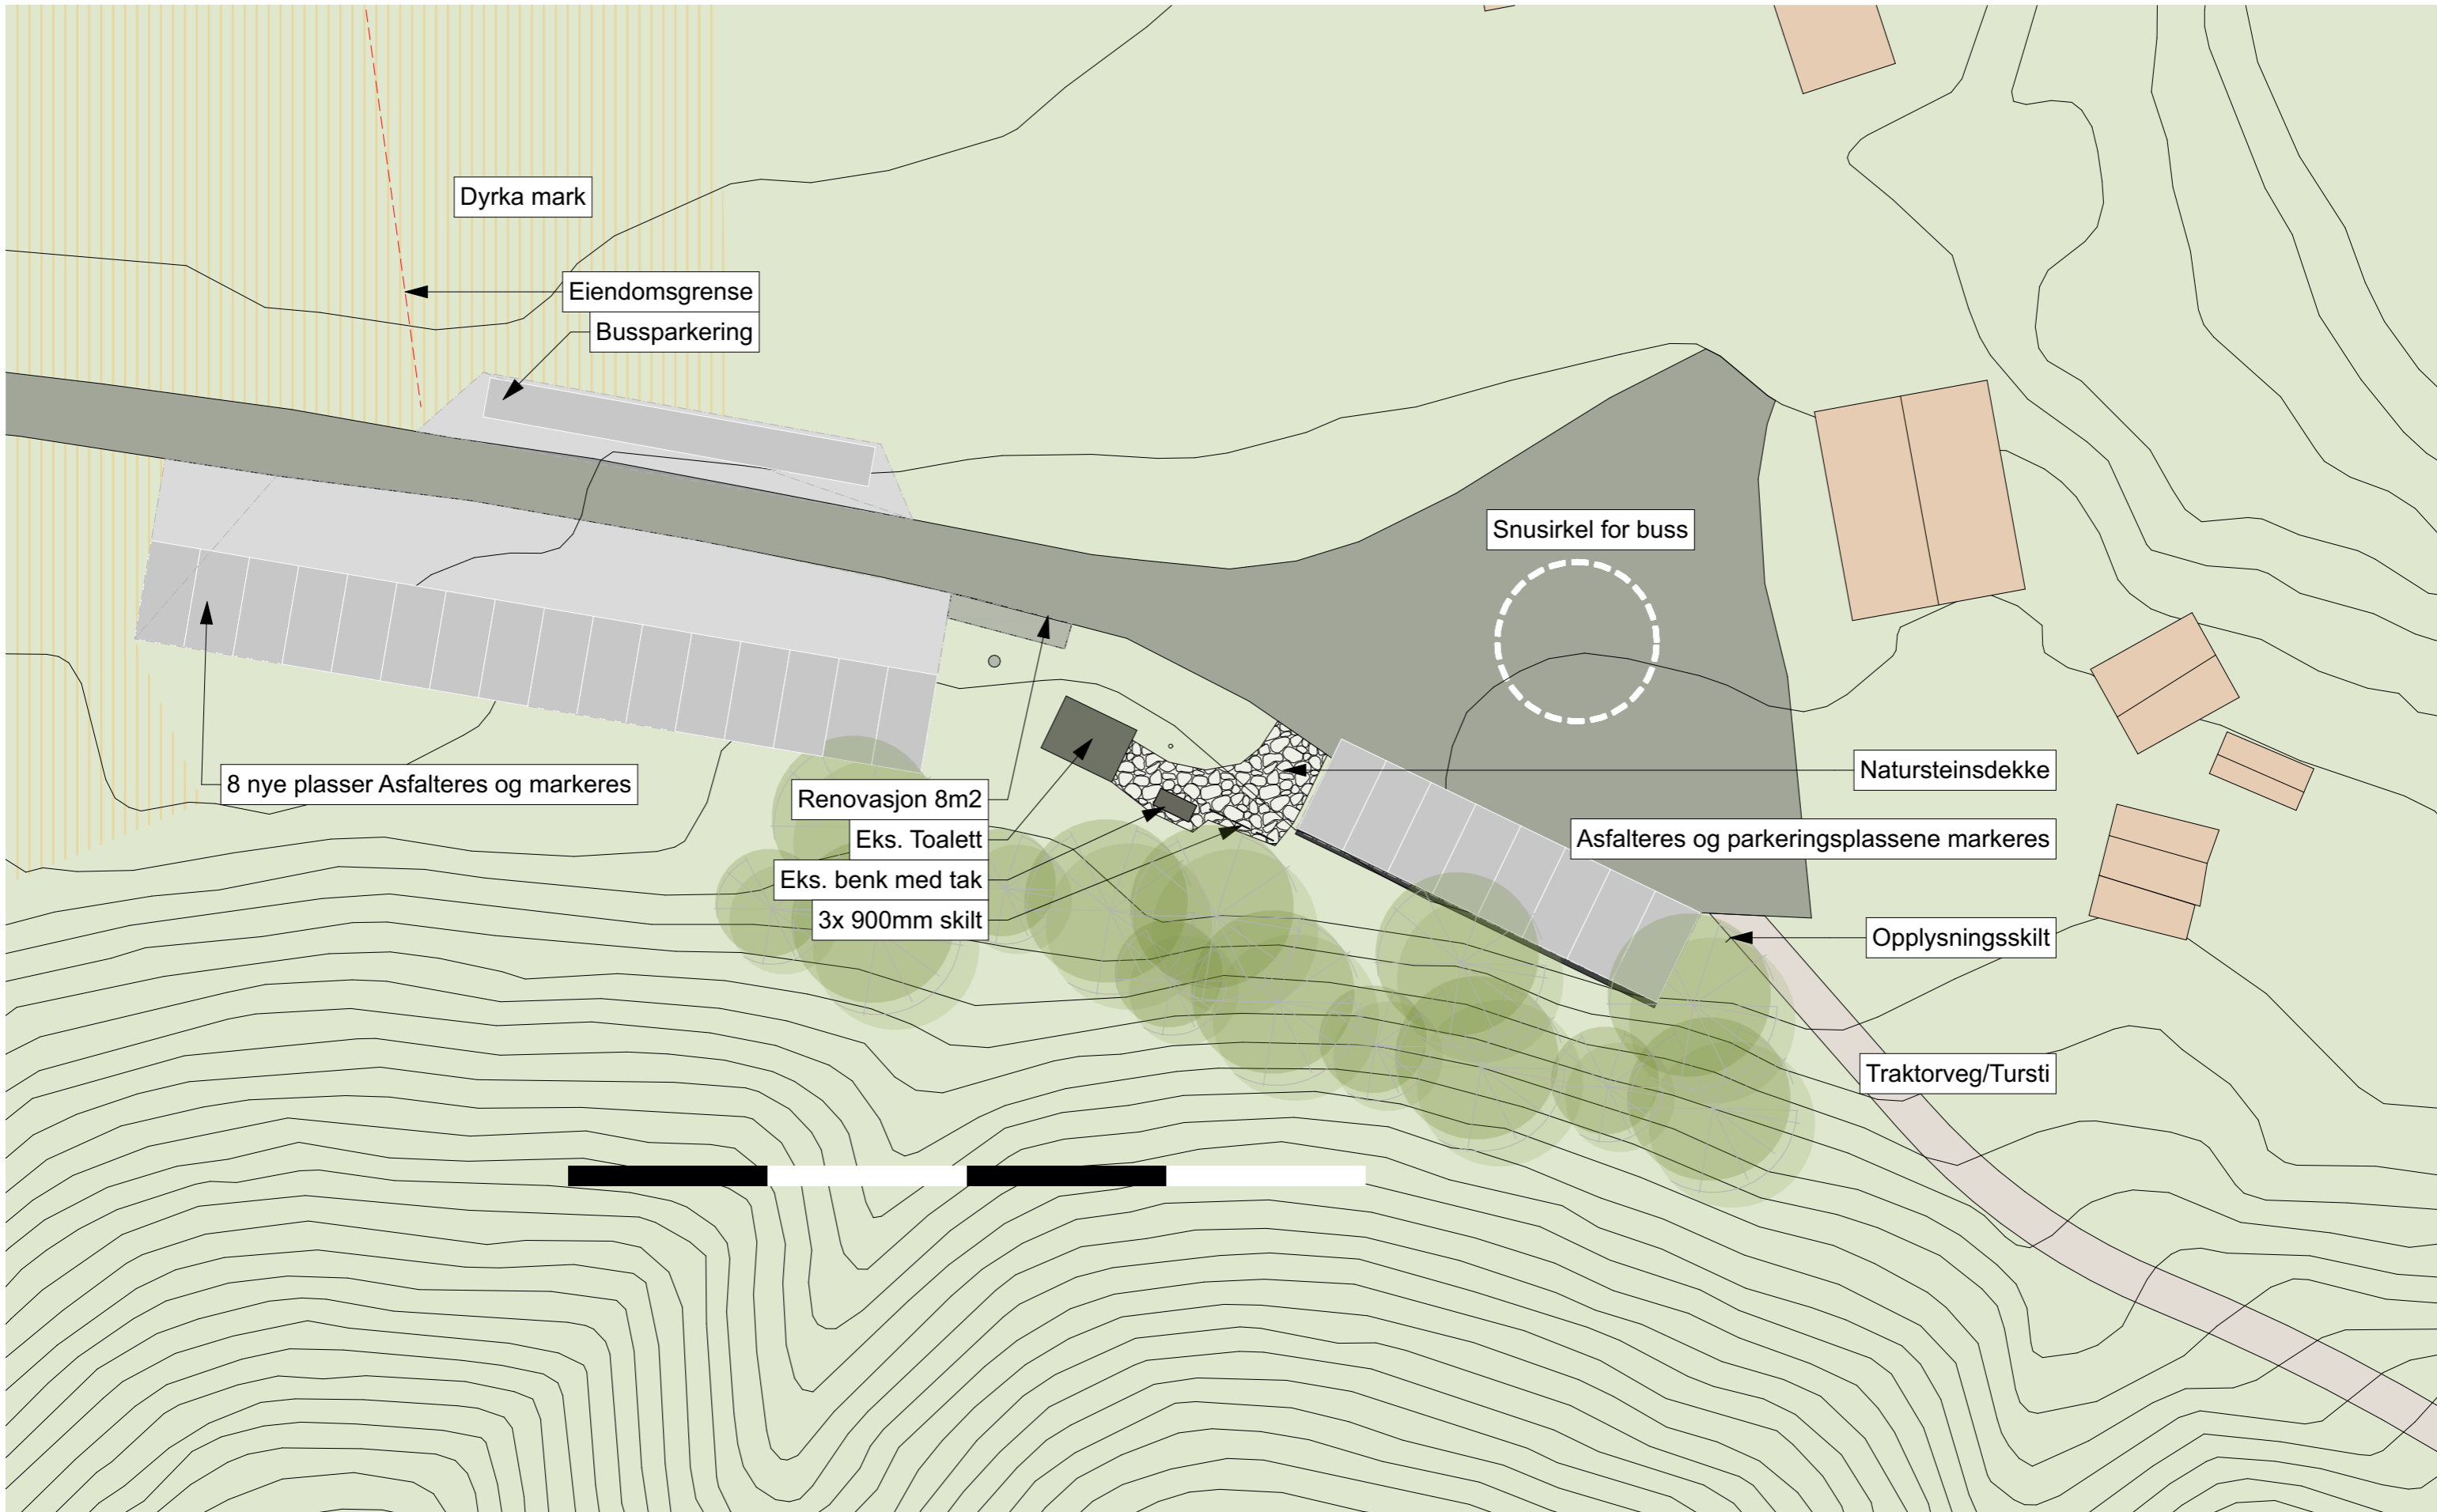 Dyrka mark
Eiendomsgrense
Bussparkering
Snusirkel for buss
8 nye plasser Asfalteres og markeres
Renovasjon 8m2
Eks. Toalett
Eks. benk med tak
3x 900mm skilt
Natursteinsdekke
Asfalteres og parkeringsplassene markeres
Opplysningsskilt
Traktorveg/Tursti